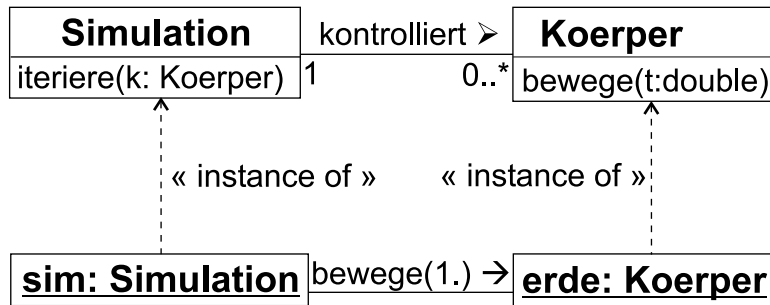 Simulation
kontrolliert ➢
Koerper
iteriere(k: Koerper)
1
0..*
bewege(t:double)
« instance of »
« instance of »
sim: Simulation
bewege(1.) →
erde: Koerper